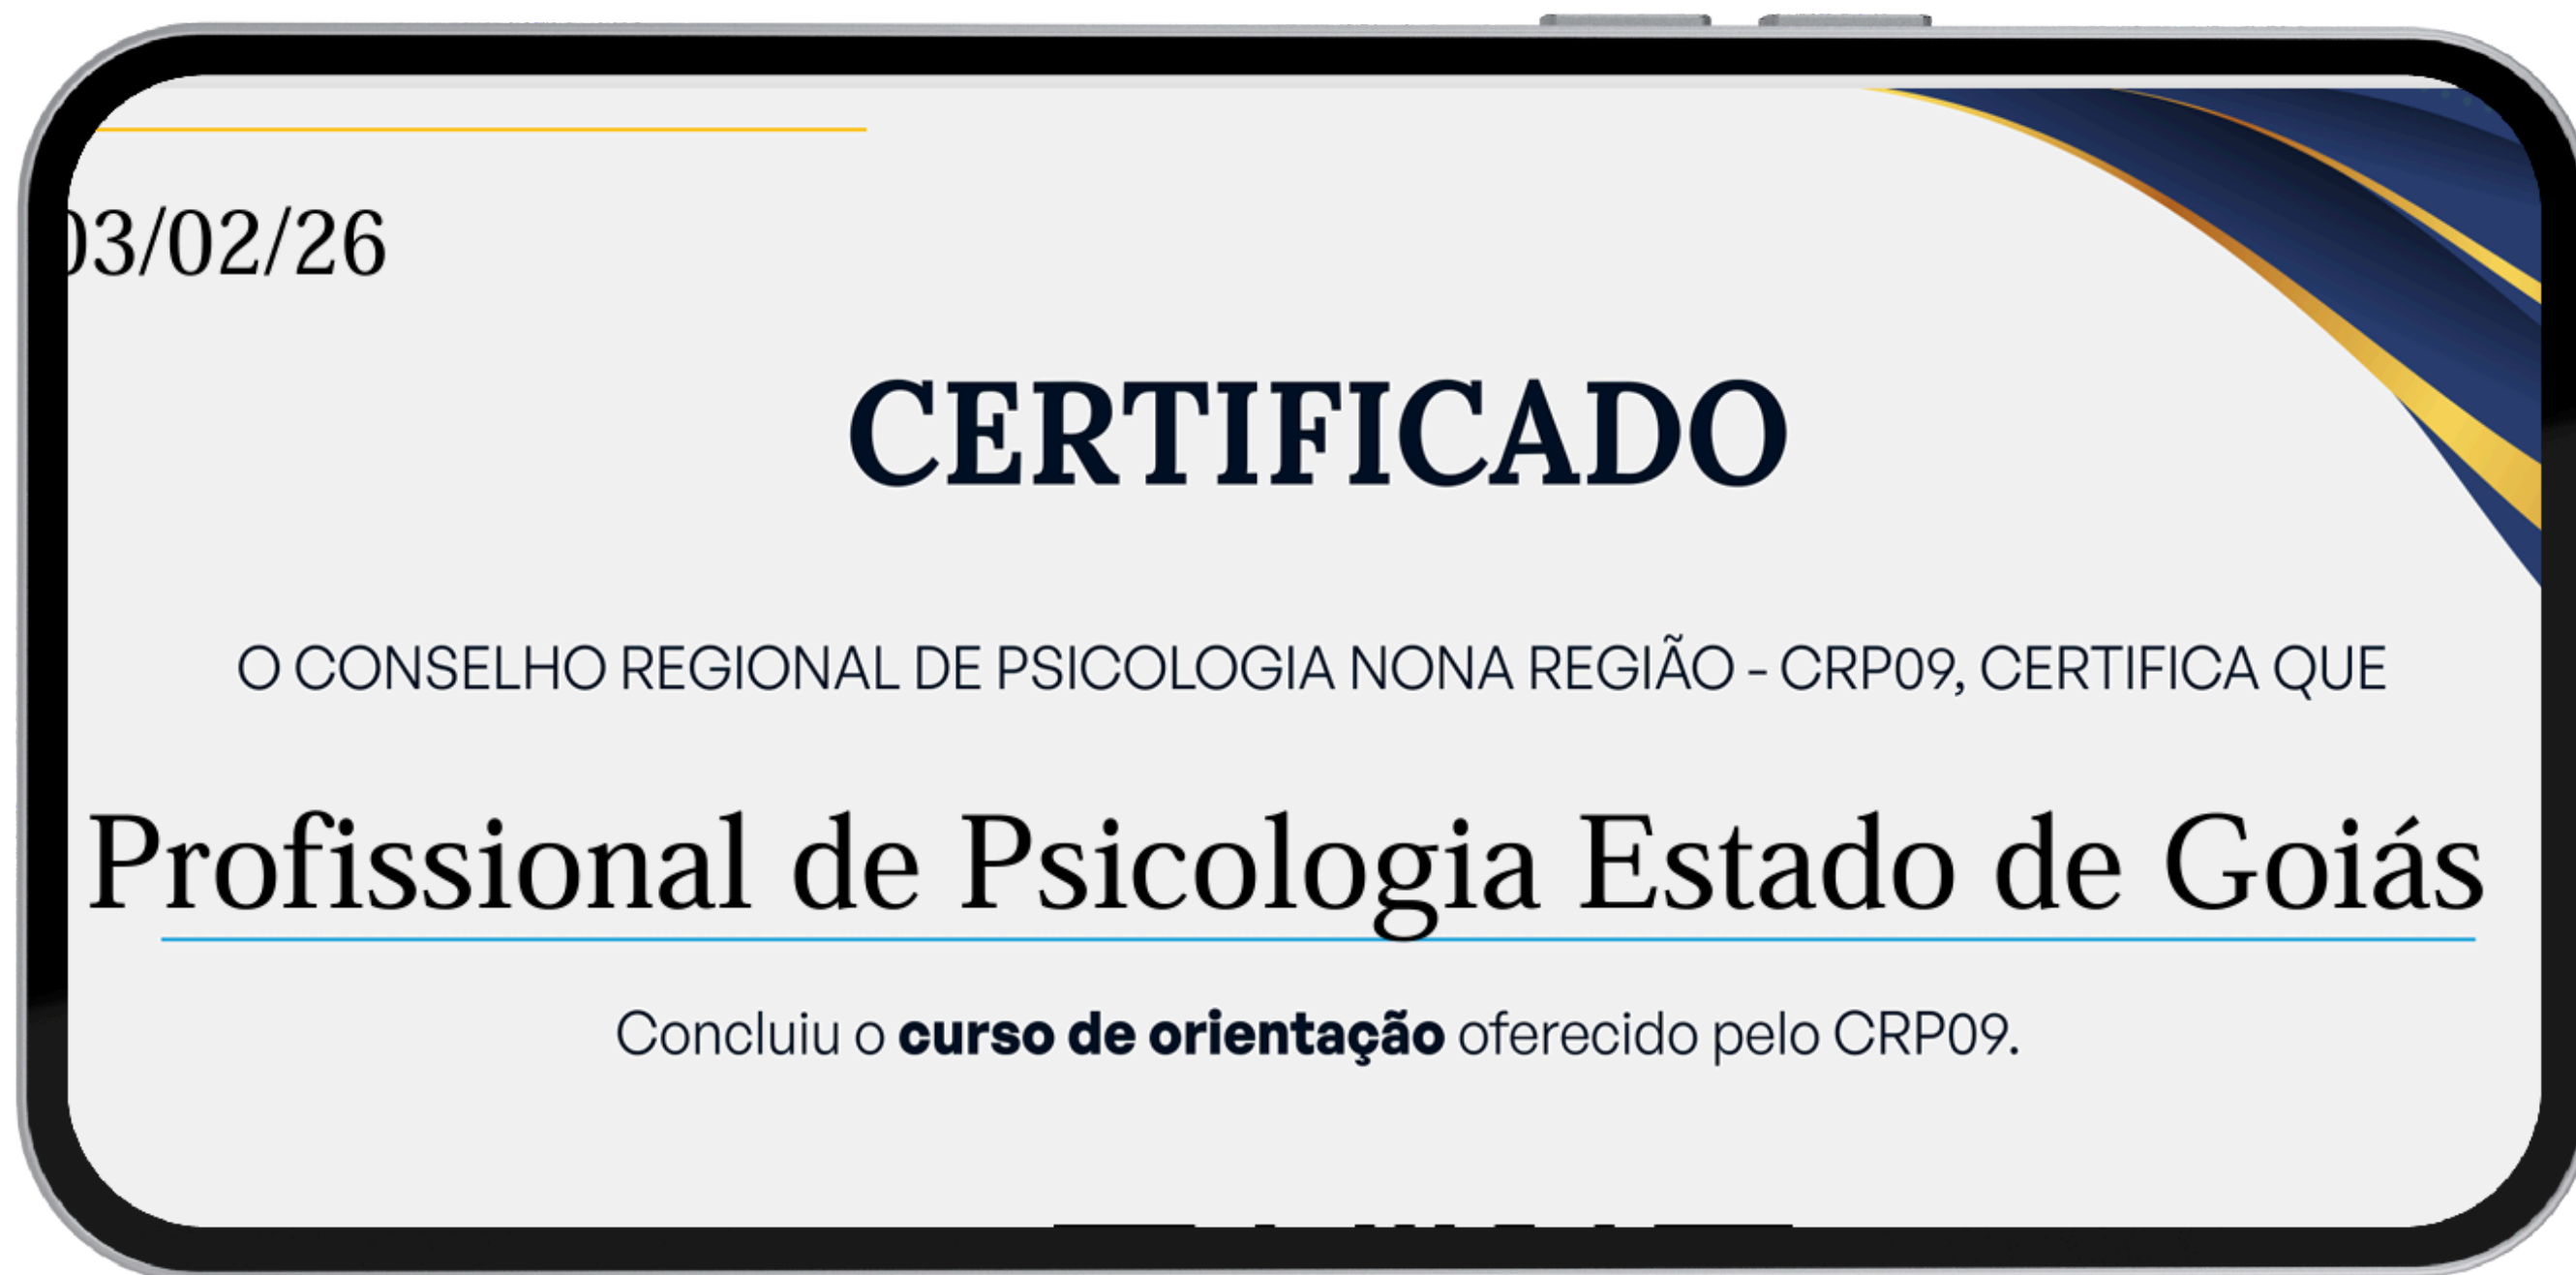 03/02/26
CERTIFICADO
O CONSELHO REGIONAL DE PSICOLOGIA NONA REGIÃO - CRP09, CERTIFICA QUE
Profissional de Psicologia Estado de Goiás
Concluiu o curso de orientação oferecido pelo CRP09.